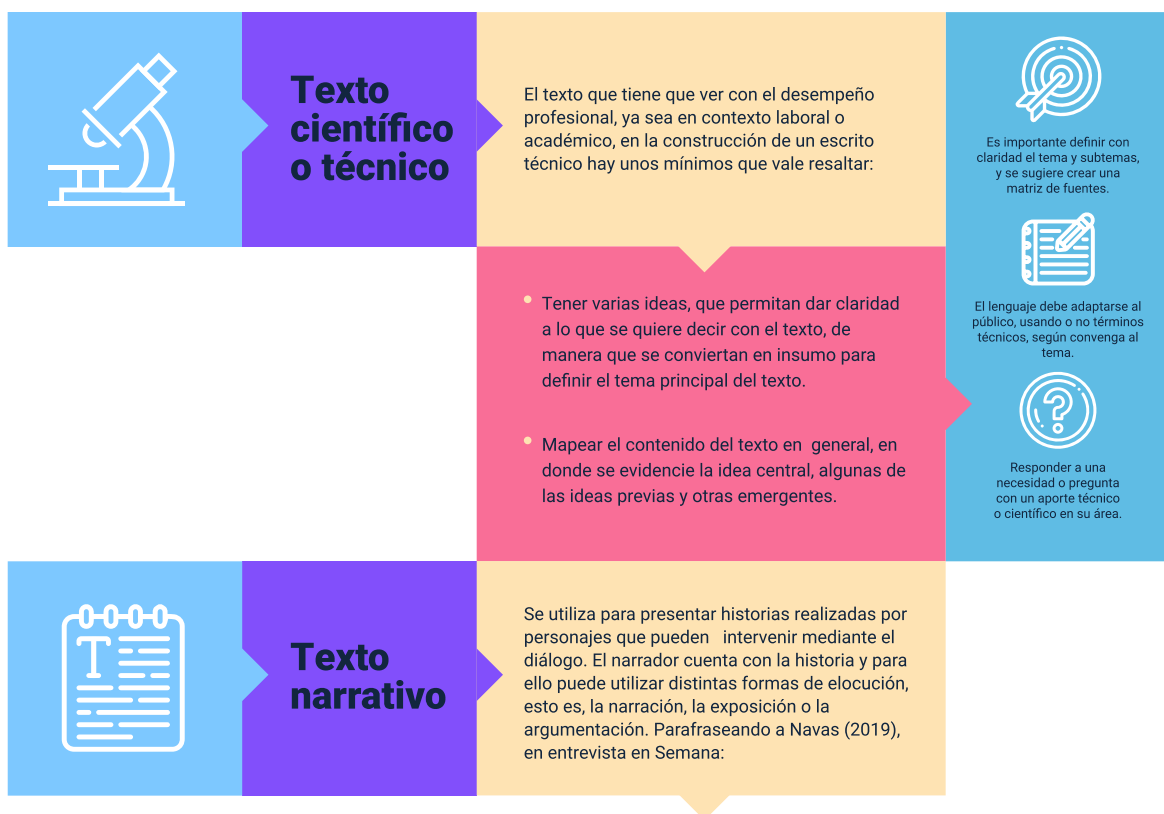 Texto
científico
o técnico
El texto que tiene que ver con el desempeño
profesional, ya sea en contexto laboral o
académico, en la construcción de un escrito
técnico hay unos mínimos que vale resaltar:
Tener varias ideas, que permitan dar claridad
a lo que se quiere decir con el texto, de
manera que se conviertan en insumo para
definir el tema principal del texto.
Mapear el contenido del texto en general, en
donde se evidencie la idea central, algunas de
las ideas previas y otras emergentes.
Es importante definir con
claridad el tema y subtemas,
y se sugiere crear una
matriz de fuentes.
El lenguaje debe adaptarse al
público, usando o no términos
técnicos, según convenga al
tema.
Responder a una
necesidad o pregunta
con un aporte técnico
o científico en su área.
Texto
narrativo
Se utiliza para presentar historias realizadas por
personajes que pueden intervenir mediante el
diálogo. El narrador cuenta con la historia y para
ello puede utilizar distintas formas de elocución,
esto es, la narración, la exposición o la
argumentación. Parafraseando a Navas (2019),
en entrevista en Semana: